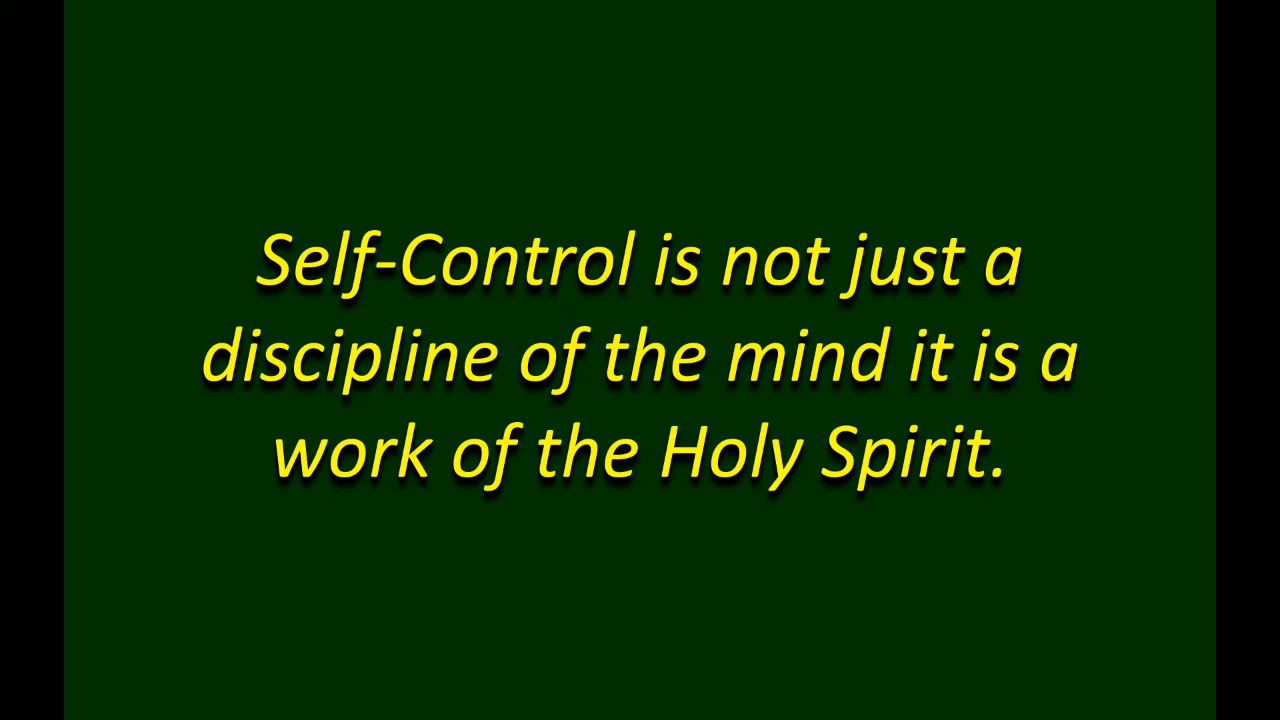 Self-Control is not just a
discipline of the mind it is a
work of the Holy Spirit.